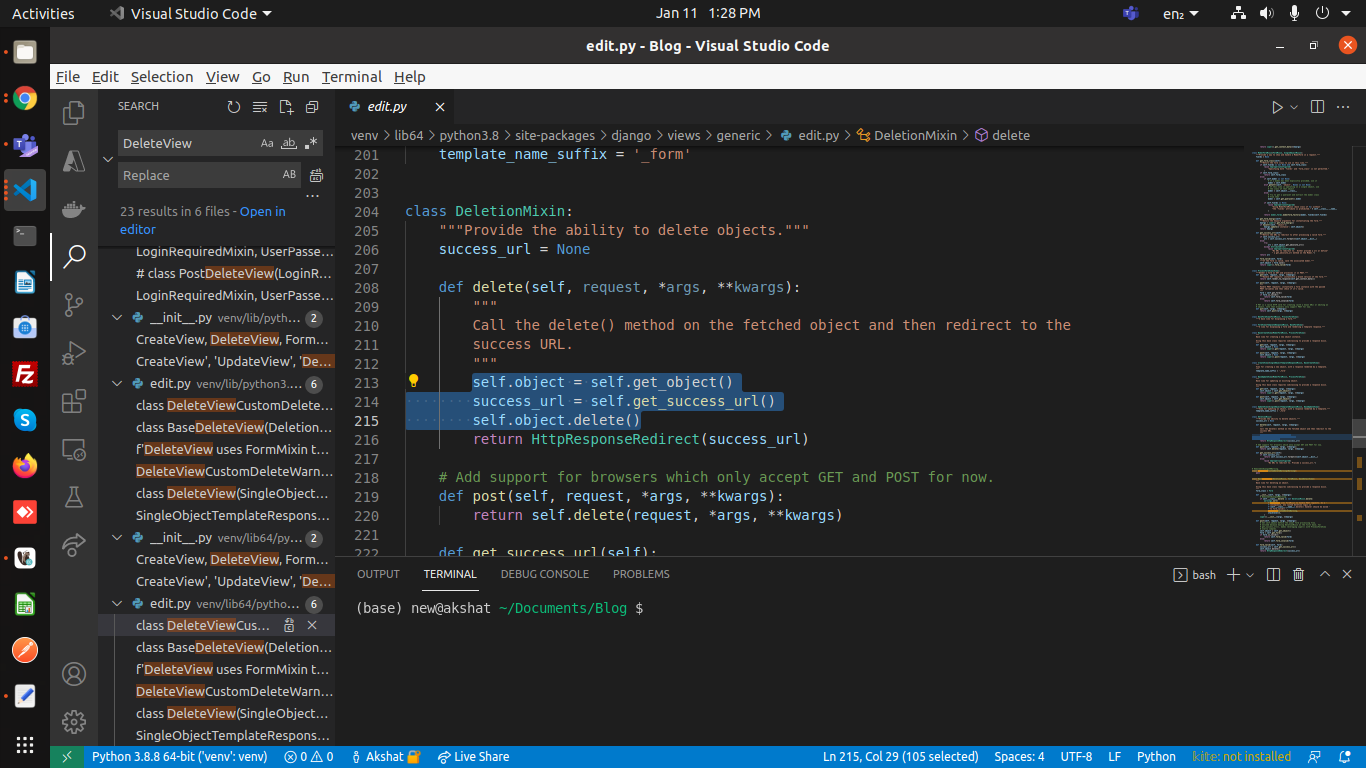 Activities
Visual Studio Code
Jan 11 1:28 PM
en₂
edit.py - Blog - Visual Studio Code
File Edit Selection View Go Run Terminal Help
SEARCH
DeleteView
Aa ab
Replace
AB
23 results in 6 files - Open in
editor
LoginRequiredMixin, UserPasse...
# class PostDeleteView(LoginR...
LoginRequiredMixin, UserPasse...
__init__.py venv/lib/pyth... 2
CreateView, DeleteView, Form...
CreateView', 'UpdateView', 'De...
edit.py venv/lib/python3.... 6
class DeleteViewCustomDelete...
class BaseDeleteView(Deletion...
f'DeleteView uses FormMixin t...
DeleteViewCustomDeleteWarn...
class DeleteView(SingleObject...
SingleObjectTemplateRespons...
__init__.py venv/lib64/py... 2
CreateView, DeleteView, Form...
CreateView', 'UpdateView', 'De...
edit.py venv/lib64/pytho... 6
class DeleteViewCus...
class BaseDeleteView(Deletion...
f'DeleteView uses FormMixin t...
DeleteViewCustomDeleteWarn...
class DeleteView(SingleObject...
SingleObjectTemplateRespons...
edit.py
venv > lib64 > python3.8 > site-packages > django > views > generic > edit.py > DeletionMixin > delete
201 template_name_suffix = '_form'
202
203
204 class DeletionMixin:
205 """Provide the ability to delete objects."""
206 success_url = None
207
208 def delete(self, request, *args, **kwargs):
209 """
210 Call the delete() method on the fetched object and then redirect to the
211 success URL.
212 """
213 self.object = self.get_object()
214 success_url = self.get_success_url()
215 self.object.delete()
216 return HttpResponseRedirect(success_url)
217
218 # Add support for browsers which only accept GET and POST for now.
219 def post(self, request, *args, **kwargs):
220 return self.delete(request, *args, **kwargs)
221
222 def get_success_url(self):
OUTPUT TERMINAL DEBUG CONSOLE PROBLEMS
bash
(base) new@akshat ~/Documents/Blog $
Python 3.8.8 64-bit ('venv': venv)
0 0
Akshat
Live Share
Ln 215, Col 29 (105 selected)
Spaces: 4
UTF-8
LF
Python
kite: not installed